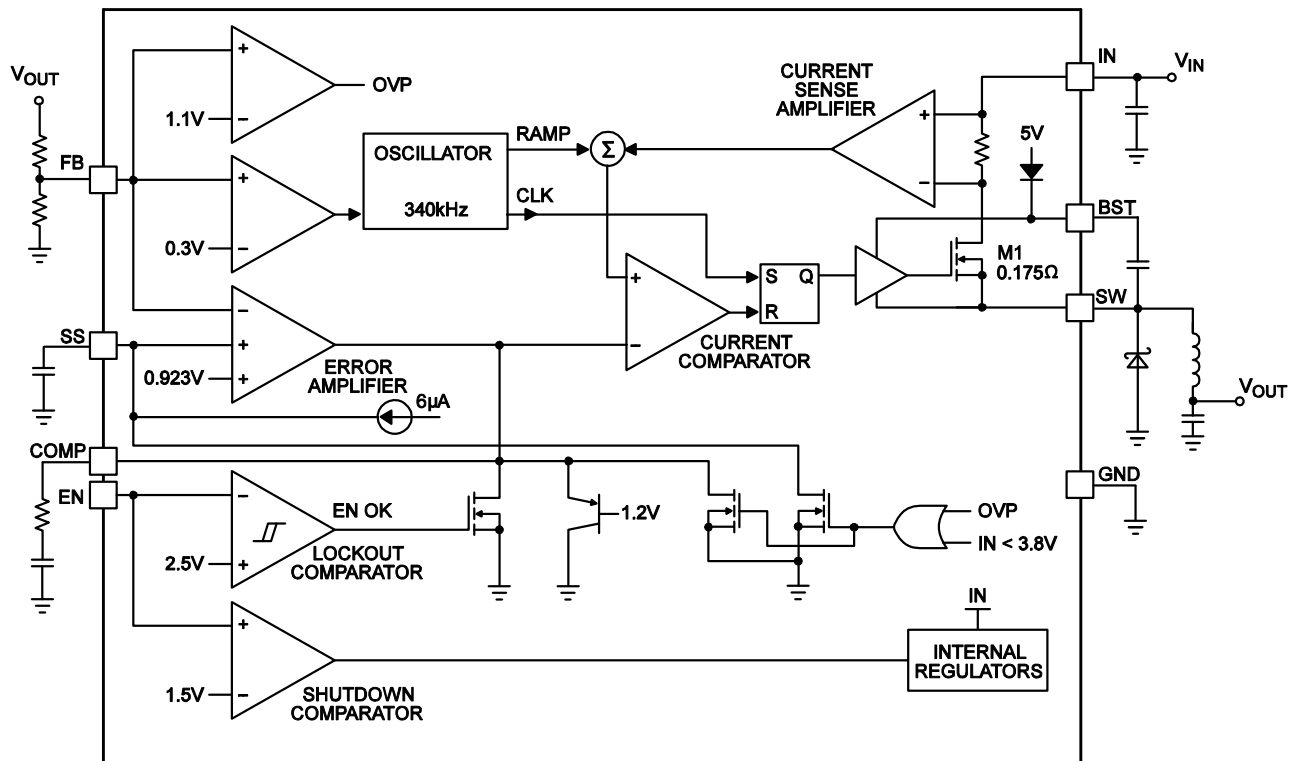 VOUT
FB
SS
COMP
EN
+
1.1V
−
OVP
+
0.3V
−
OSCILLATOR
340kHz
RAMP
CLK
Σ
CURRENT
SENSE
AMPLIFIER
+
−
5V
IN
VIN
BST
M1
0.175Ω
SW
VOUT
GND
S Q
R
+
−
CURRENT
COMPARATOR
−
+
0.923V
+
ERROR
AMPLIFIER
6µA
−
2.5V
+
EN OK
LOCKOUT
COMPARATOR
1.2V
OVP
IN < 3.8V
+
1.5V
−
SHUTDOWN
COMPARATOR
IN
INTERNAL
REGULATORS